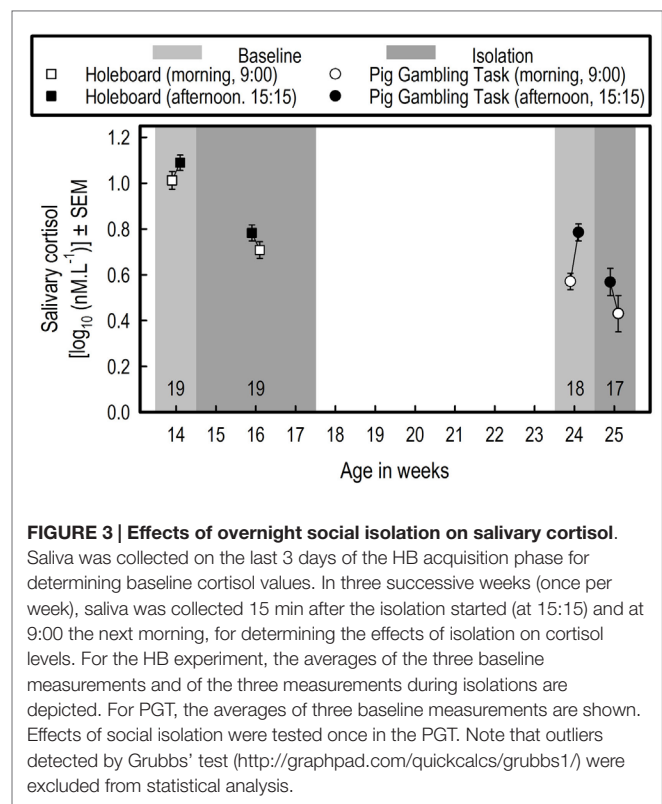 Baseline Isolation
Holeboard (morning, 9:00) Pig Gambling Task (morning, 9:00)
Holeboard (afternoon. 15:15) Pig Gambling Task (afternoon, 15:15)
Salivary cortisol
[log10 (nM.L-1)] ± SEM
1.2
1.0
0.8
0.6
0.4
0.2
0.0
19 19 18 17
14 15 16 17 18 19 20 21 22 23 24 25
Age in weeks
FIGURE 3 | Effects of overnight social isolation on salivary cortisol.
Saliva was collected on the last 3 days of the HB acquisition phase for
determining baseline cortisol values. In three successive weeks (once per
week), saliva was collected 15 min after the isolation started (at 15:15) and at
9:00 the next morning, for determining the effects of isolation on cortisol
levels. For the HB experiment, the averages of the three baseline
measurements and of the three measurements during isolations are
depicted. For PGT, the averages of three baseline measurements are shown.
Effects of social isolation were tested once in the PGT. Note that outliers
detected by Grubbs' test (http://graphpad.com/quickcalcs/grubbs1/) were
excluded from statistical analysis.